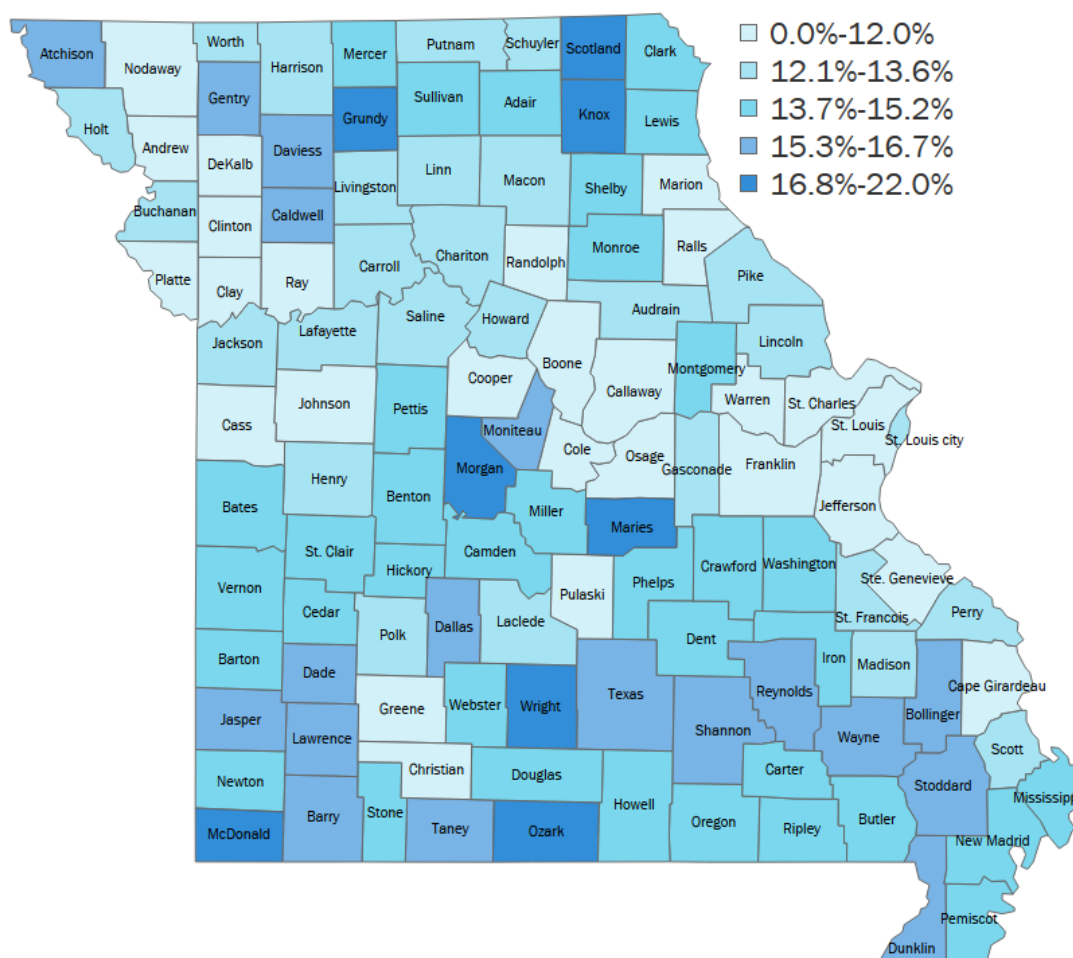 0.0%-12.0%
12.1%-13.6%
13.7%-15.2%
15.3%-16.7%
16.8%-22.0%
Atchison
Nodaway
Worth
Harrison
Mercer
Putnam
Schuyler
Scotland
Clark
Gentry
Sullivan
Adair
Knox
Lewis
Holt
Andrew
DeKalb
Daviess
Grundy
Livingston
Linn
Macon
Shelby
Marion
Buchanan
Clinton
Caldwell
Chariton
Randolph
Monroe
Ralls
Platte
Clay
Ray
Carroll
Pike
Jackson
Lafayette
Saline
Howard
Audrain
Lincoln
Cass
Johnson
Pettis
Cooper
Boone
Callaway
Montgomery
Warren
St. Charles
St. Louis
St. Louis city
Moniteau
Cole
Osage
Gasconade
Franklin
Jefferson
Henry
Morgan
Bates
Benton
Miller
Maries
St. Clair
Camden
Crawford
Washington
Ste. Genevieve
Vernon
Hickory
Pulaski
Phelps
St. Francois
Perry
Cedar
Polk
Dallas
Laclede
Dent
Iron
Madison
Barton
Dade
Texas
Reynolds
Cape Girardeau
Jasper
Lawrence
Greene
Webster
Wright
Shannon
Wayne
Bollinger
Scott
Newton
Christian
Douglas
Howell
Carter
Stoddard
Mississippi
McDonald
Barry
Stone
Taney
Ozark
Oregon
Ripley
Butler
New Madrid
Pemiscot
Dunklin